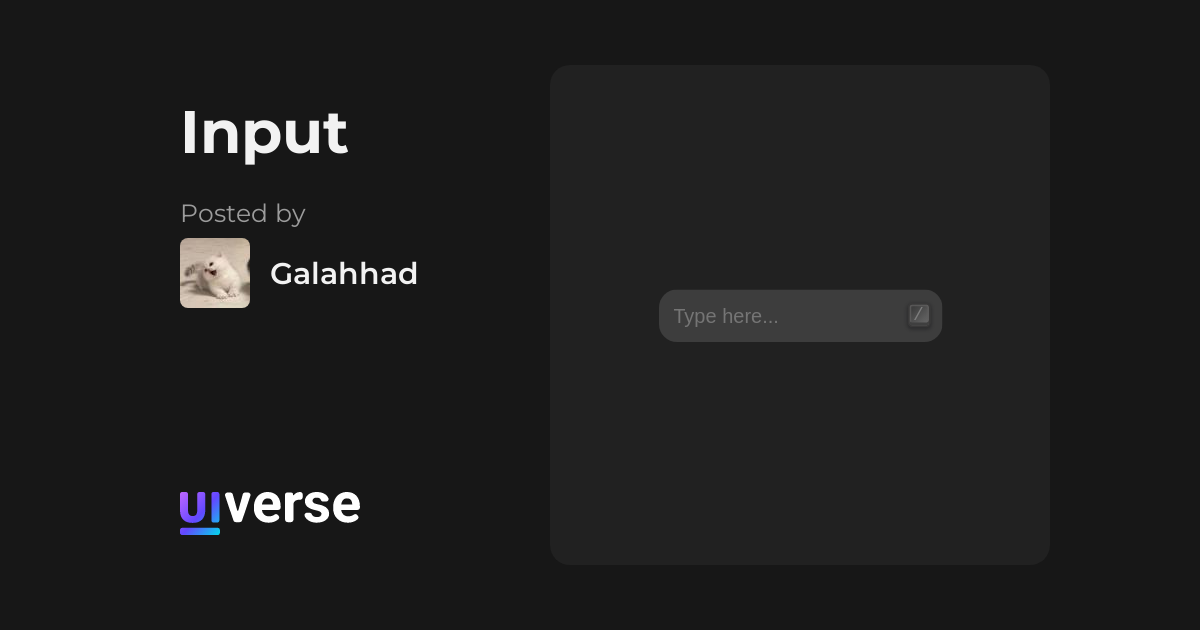 Input
Posted by
Galahhad
Type here...
/
uiverse